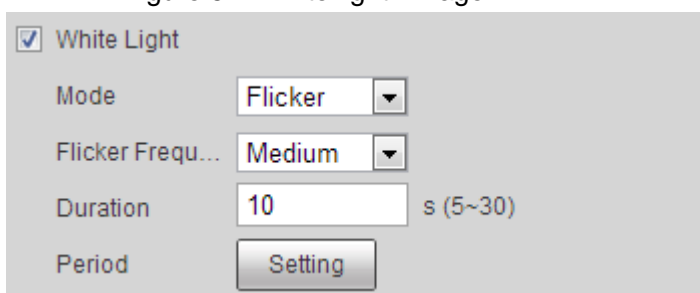 White Light
Mode Flicker
Flicker Frequ... Medium
Duration 10 s (5~30)
Period Setting